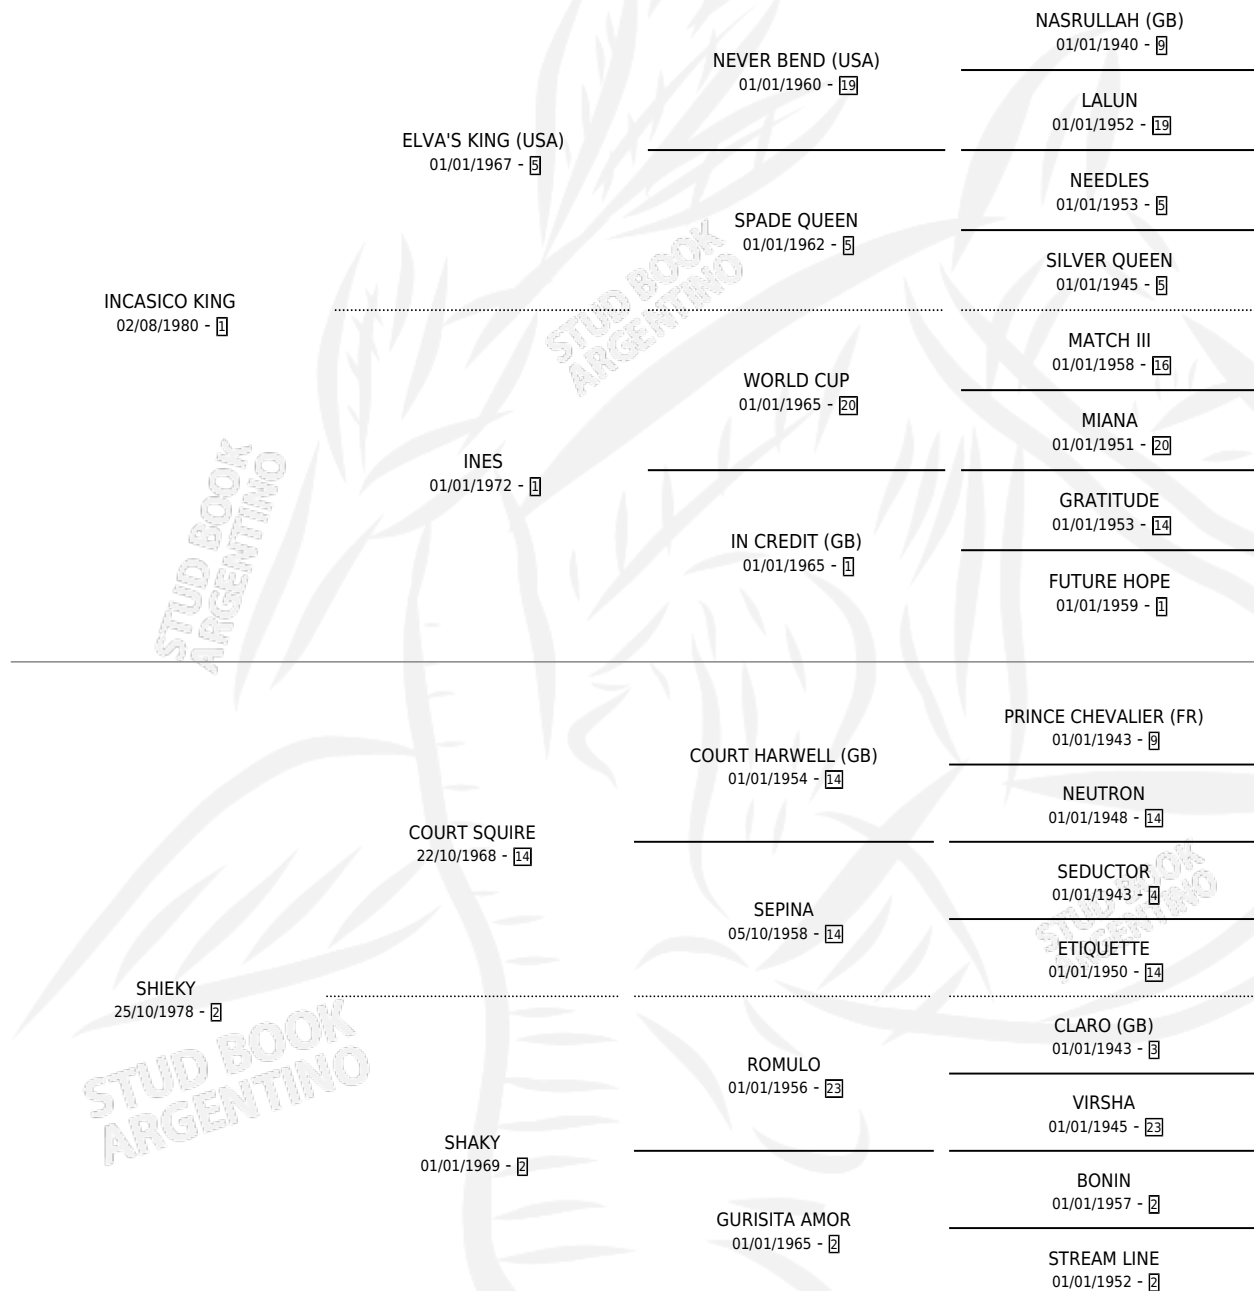 NASRULLAH (GB)
01/01/1940 - 9
NEVER BEND (USA)
01/01/1960 - 19
LALUN
01/01/1952 - 19
ELVA'S KING (USA)
01/01/1967 - 5
NEEDLES
01/01/1953 - 5
SPADE QUEEN
01/01/1962 - 5
SILVER QUEEN
01/01/1945 - 5
INCASICO KING
02/08/1980 - 1
MATCH III
01/01/1958 - 16
WORLD CUP
01/01/1965 - 20
MIANA
01/01/1951 - 20
INES
01/01/1972 - 1
GRATITUDE
01/01/1953 - 14
IN CREDIT (GB)
01/01/1965 - 1
FUTURE HOPE
01/01/1959 - 1
PRINCE CHEVALIER (FR)
01/01/1943 - 9
COURT HARWELL (GB)
01/01/1954 - 14
NEUTRON
01/01/1948 - 14
COURT SQUIRE
22/10/1968 - 14
SEDUCTOR
01/01/1943 - 4
SEPINA
05/10/1958 - 14
ETIQUETTE
01/01/1950 - 14
SHIEKY
25/10/1978 - 2
CLARO (GB)
01/01/1943 - 3
ROMULO
01/01/1956 - 23
VIRSHA
01/01/1945 - 23
SHAKY
01/01/1969 - 2
BONIN
01/01/1957 - 2
GURISITA AMOR
01/01/1965 - 2
STREAM LINE
01/01/1952 - 2
STUD BOOK
ARGENTINO
STUD BOOK
ARGENTINO
STUD BOOK
ARGENTINO
STUD BOOK
ARGENTINO